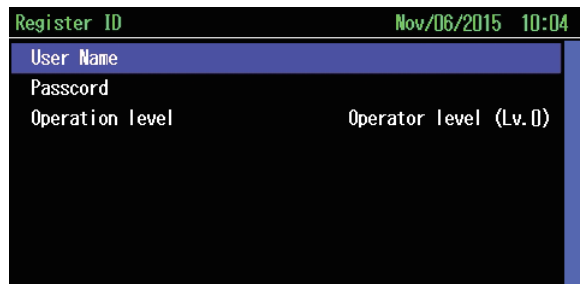 Register ID Nov/06/2015 10:04
User Name
Passcord
Operation level Operator level (Lv.0)